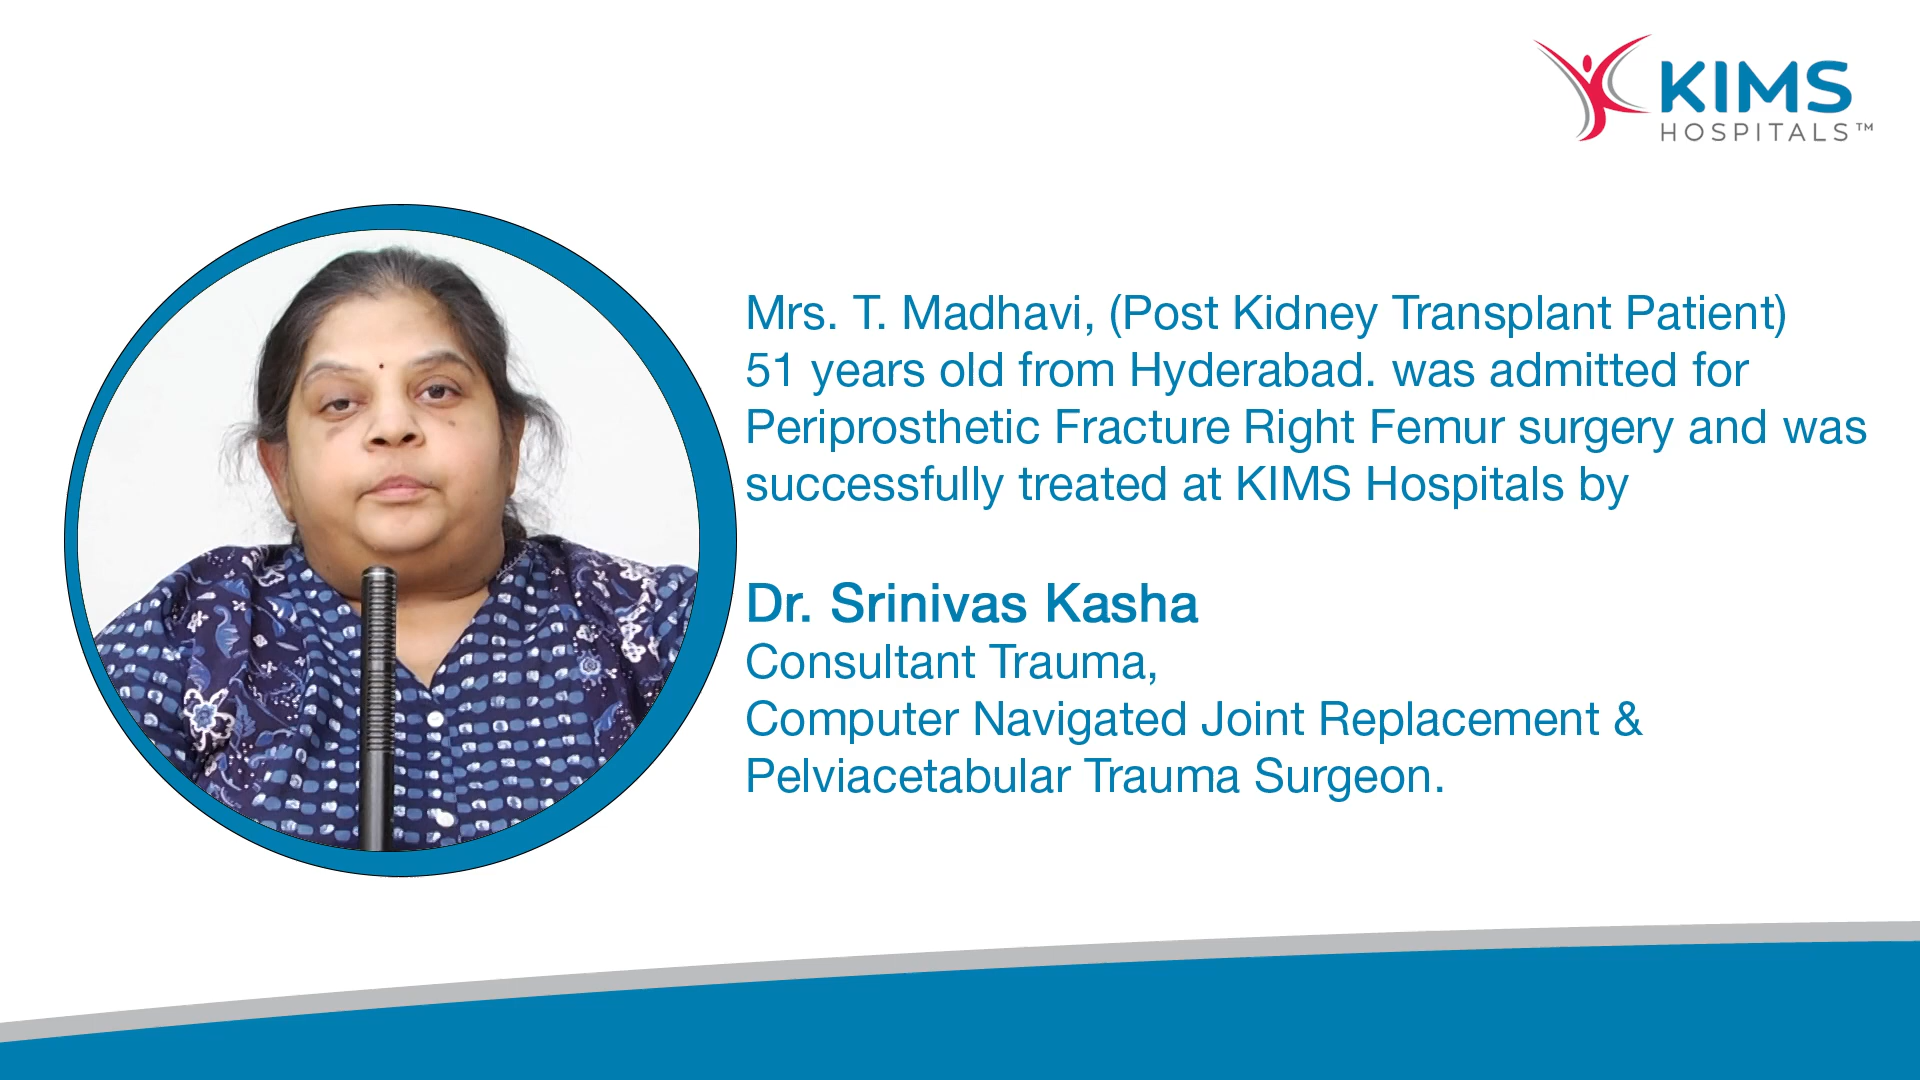 KIMS
HOSPITALS™
Mrs. T. Madhavi, (Post Kidney Transplant Patient)
51 years old from Hyderabad. was admitted for
Periprosthetic Fracture Right Femur surgery and was
successfully treated at KIMS Hospitals by
Dr. Srinivas Kasha
Consultant Trauma,
Computer Navigated Joint Replacement &
Pelviacetabular Trauma Surgeon.